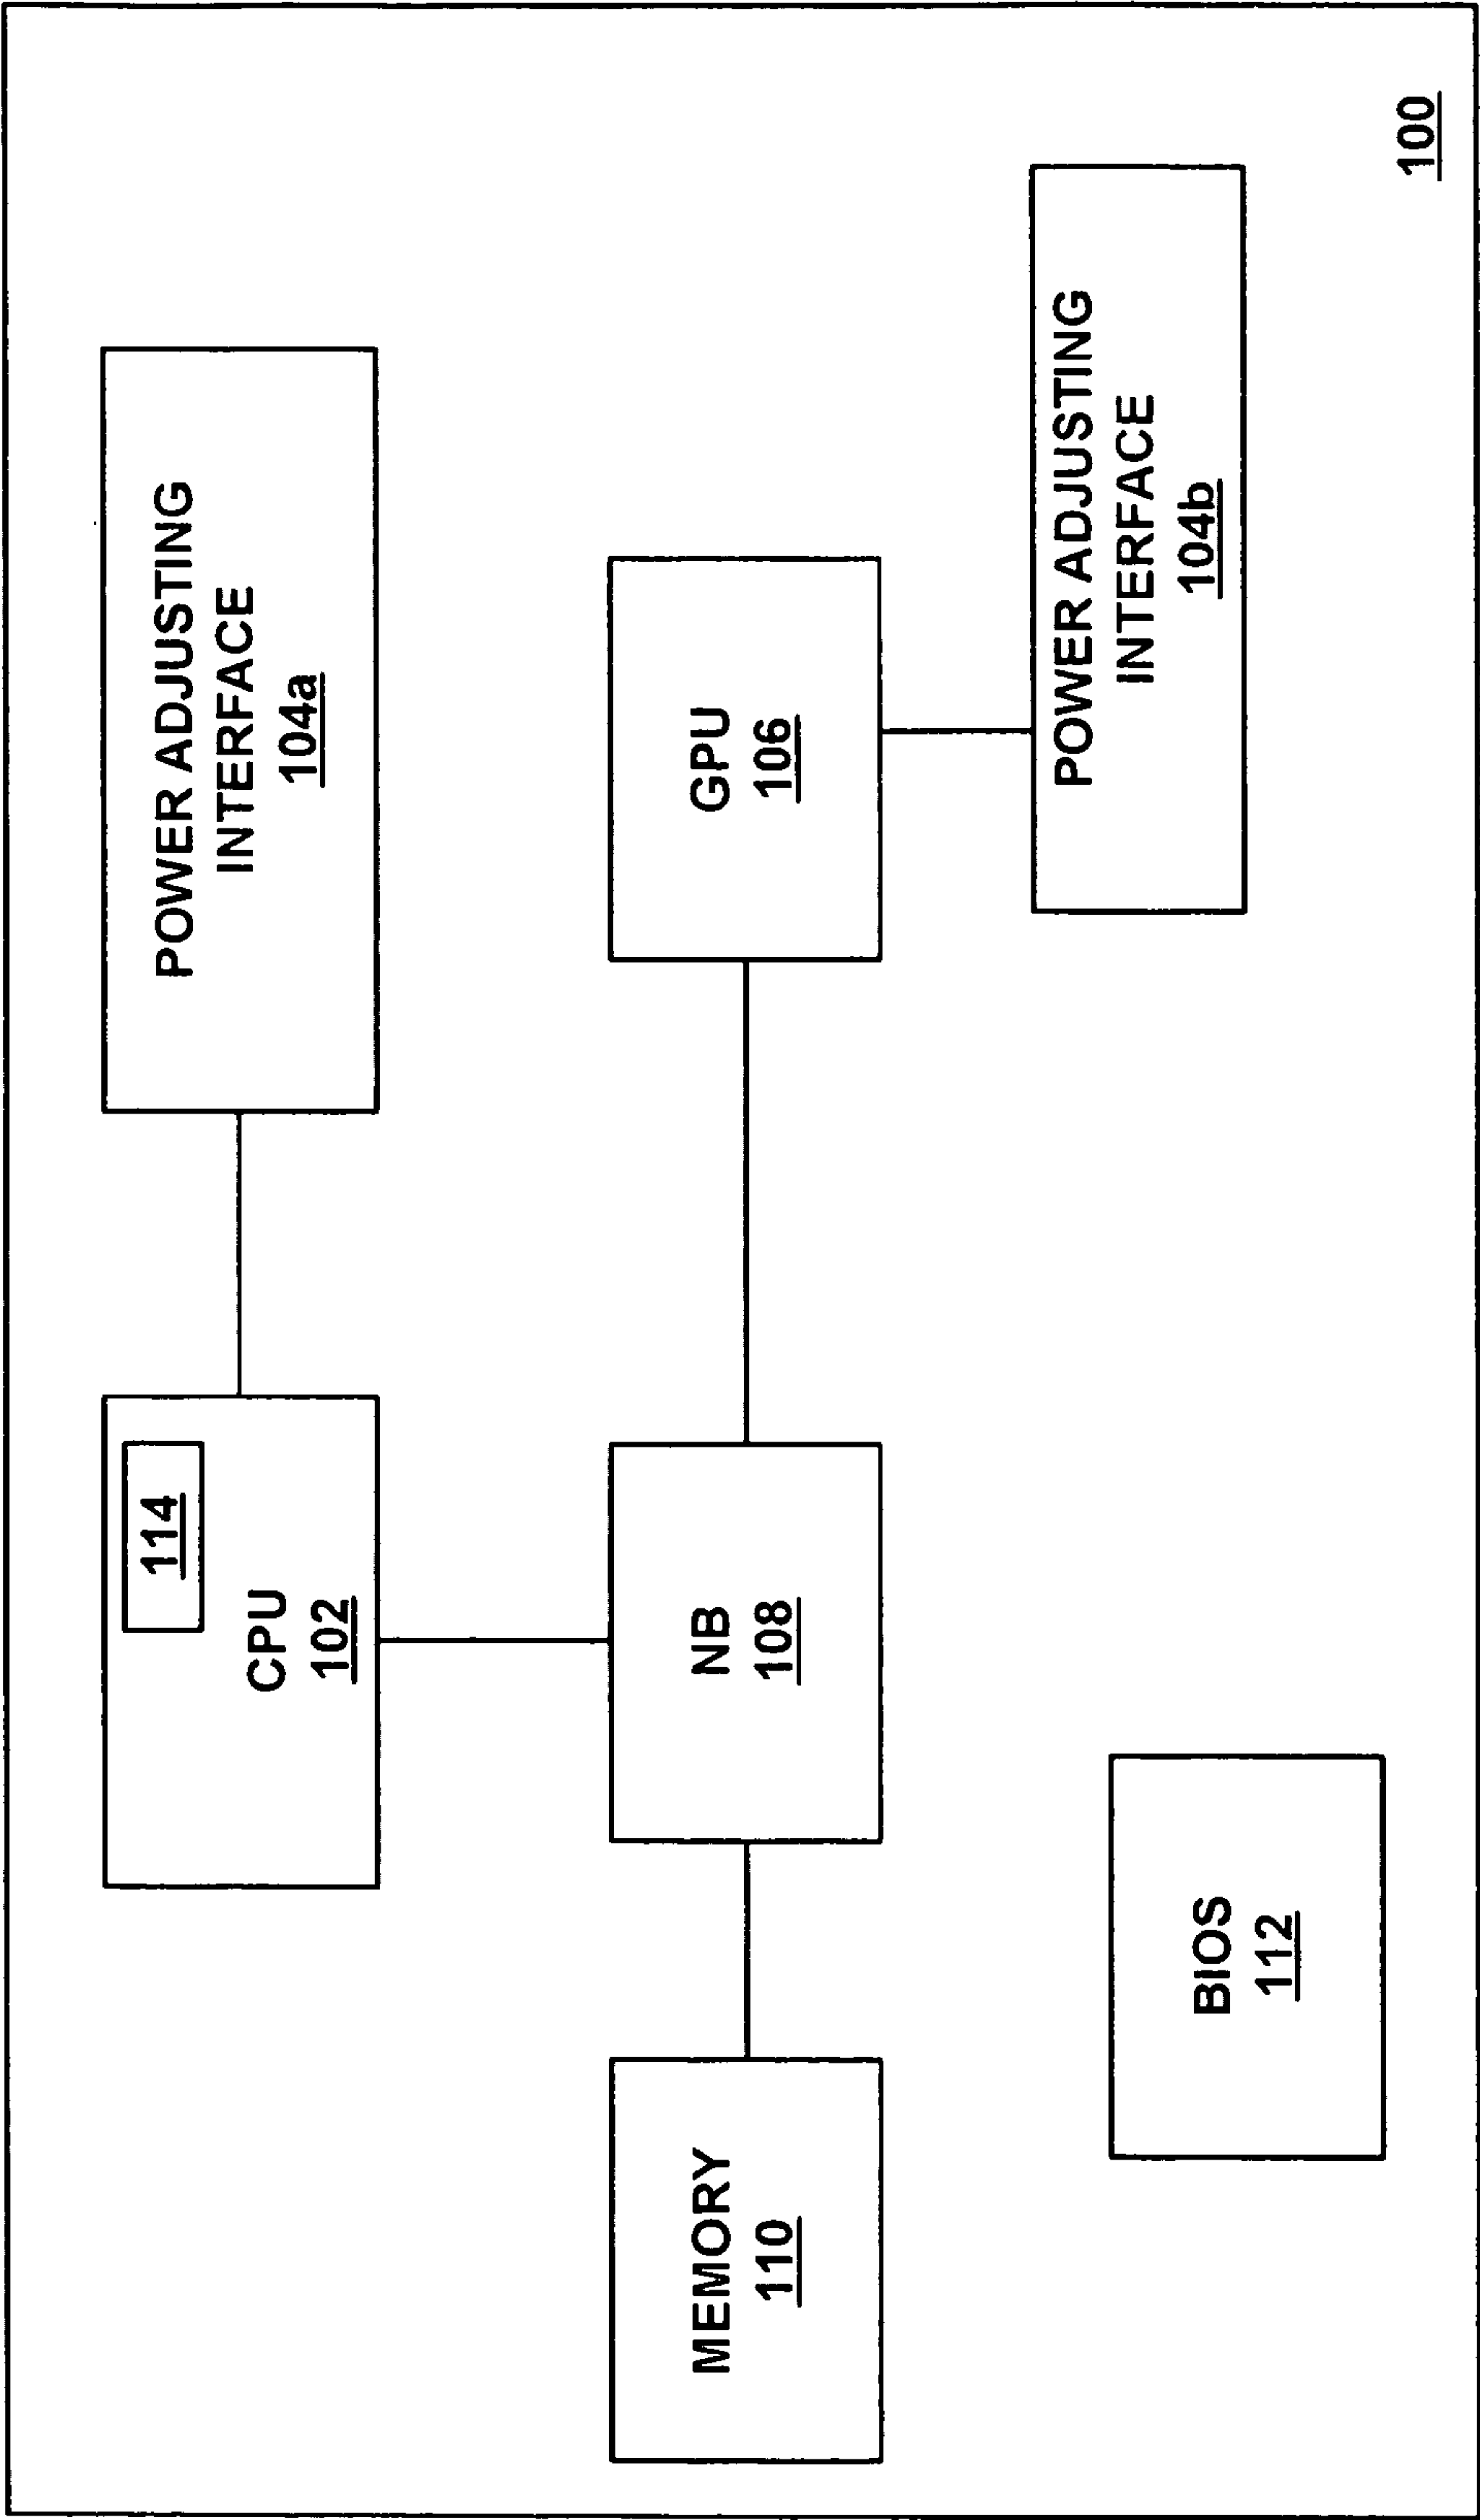 POWER ADJUSTING
INTERFACE
104a
114
CPU
102
GPU
106
NB
108
MEMORY
110
POWER ADJUSTING
INTERFACE
104b
BIOS
112
100